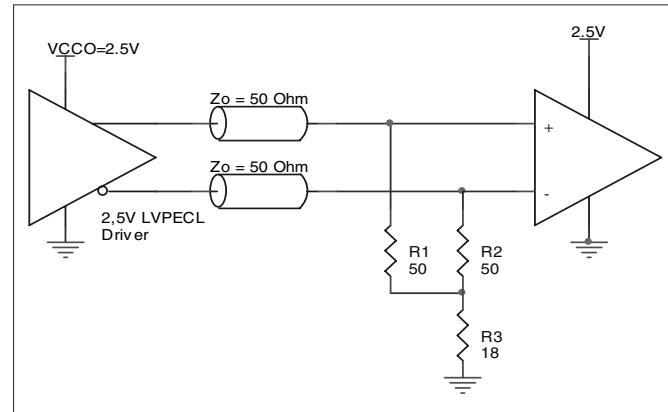 VCCO=2.5V
2.5V
Zo = 50 Ohm
+
Zo = 50 Ohm
-
2,5V LVPECL
Driver
R1
50
R2
50
R3
18